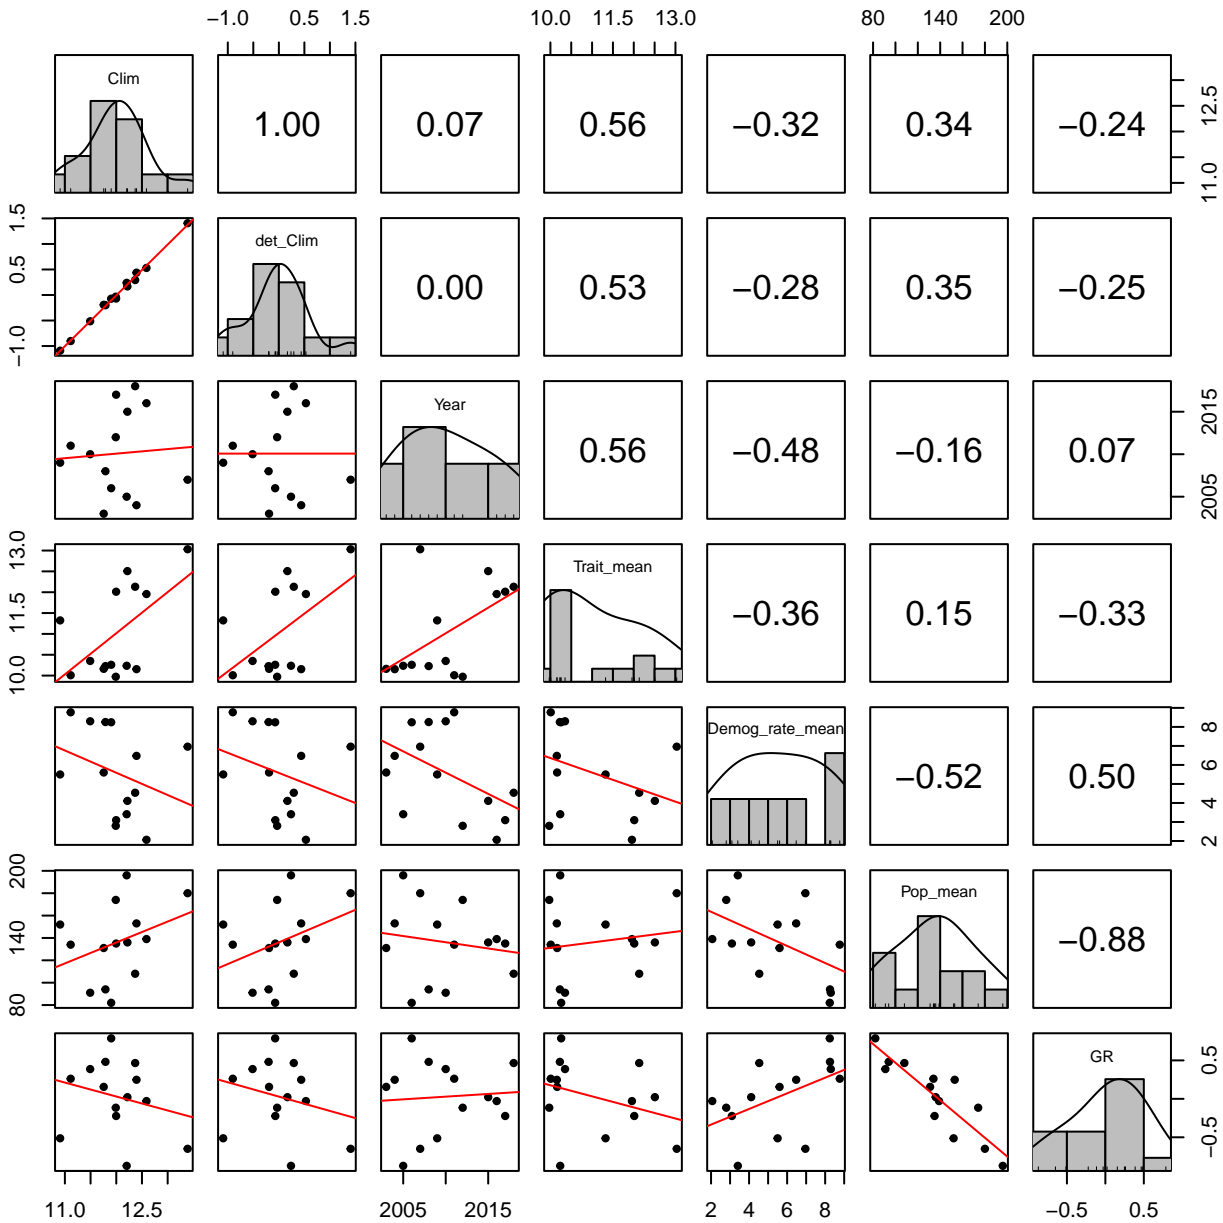 −1.0 0.5 1.5 10.0 11.5 13.0 80 140 200
Clim 1.00 0.07 0.56 −0.32 0.34 −0.24 11.0 12.5
−1.0 0.5 1.5 det_Clim 0.00 0.53 −0.28 0.35 −0.25
Year 0.56 −0.48 −0.16 0.07 2005 2015
10.0 11.5 13.0 Trait_mean −0.36 0.15 −0.33
Demog_rate_mean −0.52 0.50 2 4 6 8
80 140 200 Pop_mean −0.88
GR −0.5 0.5
11.0 12.5 2005 2015 2 4 6 8 −0.5 0.5